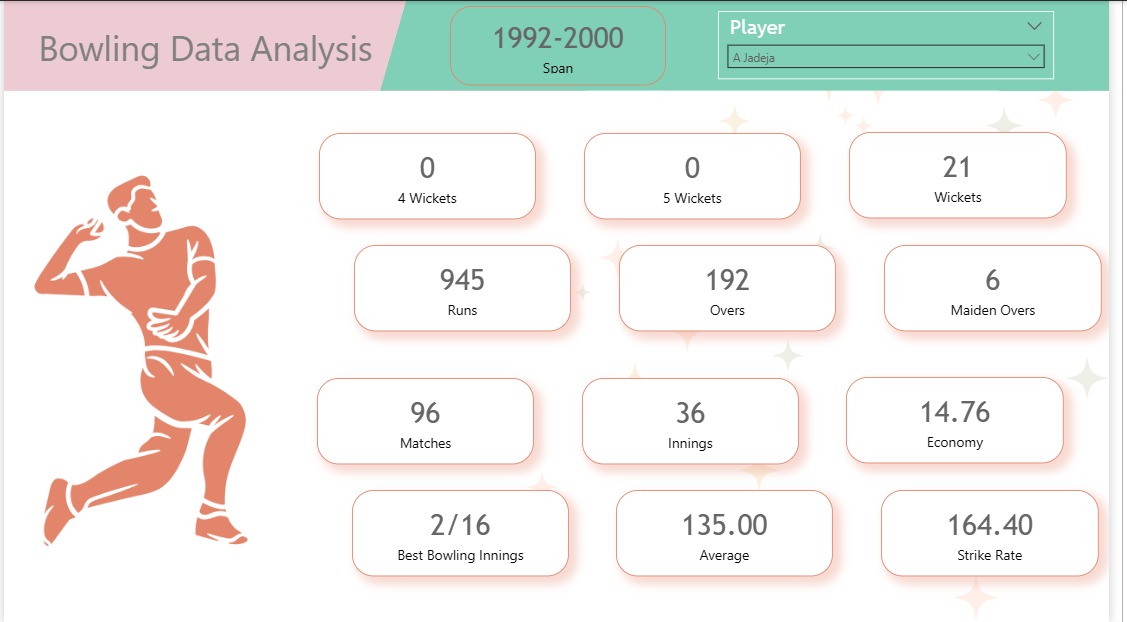 Bowling Data Analysis
1992-2000
Span
Player
A Jadeja
0
4 Wickets
0
5 Wickets
21
Wickets
945
Runs
192
Overs
6
Maiden Overs
96
Matches
36
Innings
14.76
Economy
2/16
Best Bowling Innings
135.00
Average
164.40
Strike Rate